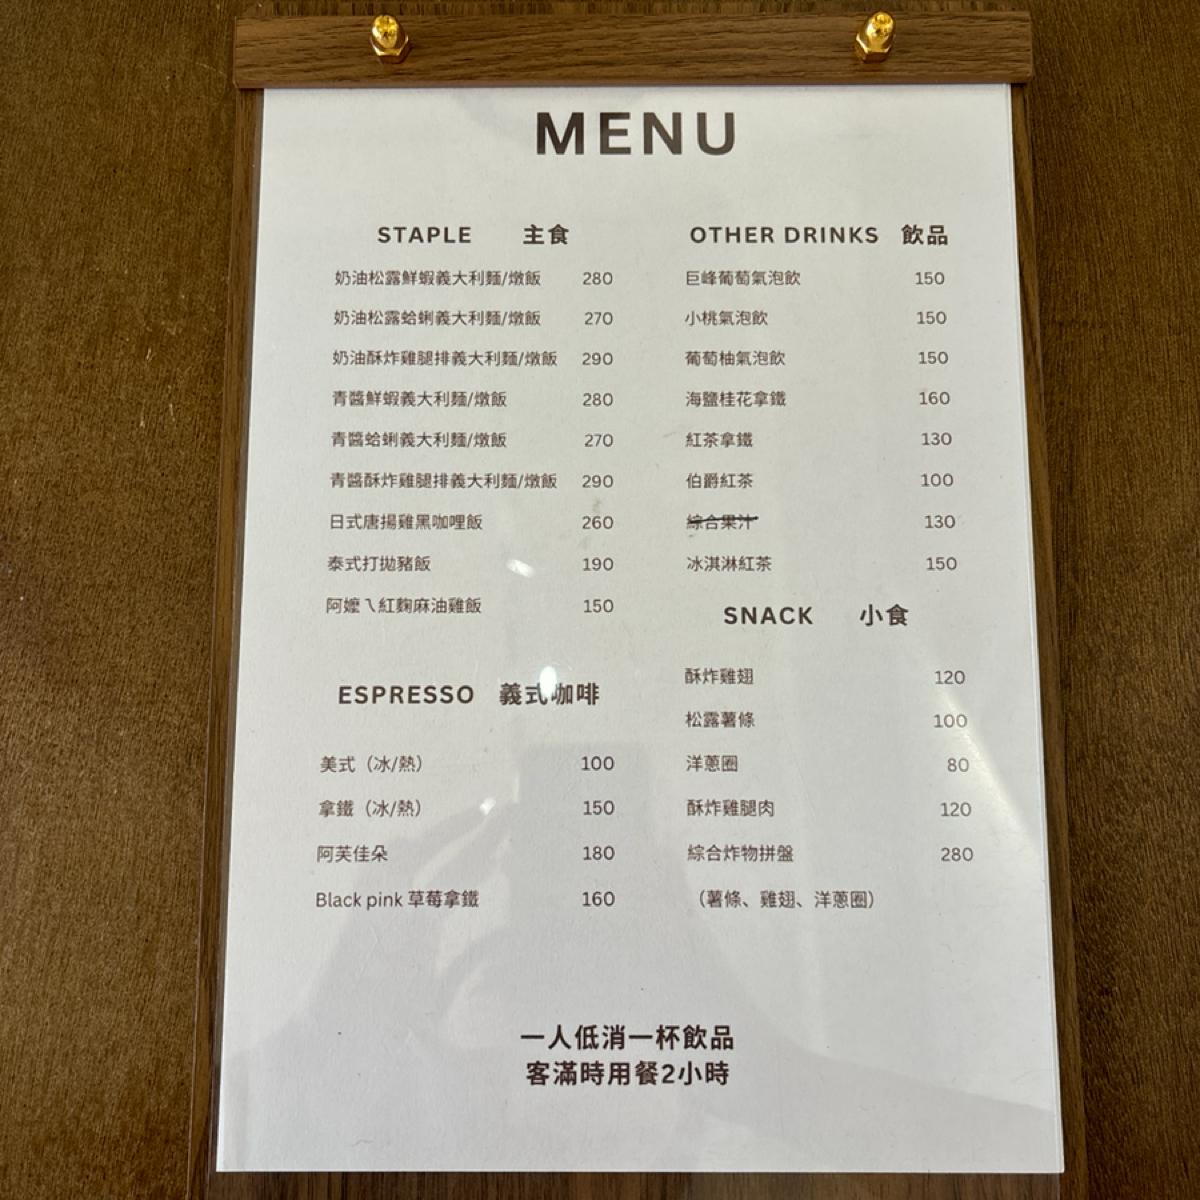 MENU
STAPLE 主食
奶油松露鮮蝦義大利麵/燉飯 280
奶油松露蛤蜊義大利麵/燉飯 270
奶油酥炸雞腿排義大利麵/燉飯 290
青醬鮮蝦義大利麵/燉飯 280
青醬蛤蜊義大利麵/燉飯 270
青醬酥炸雞腿排義大利麵/燉飯 290
日式唐揚雞黑咖哩飯 260
泰式打拋豬飯 190
阿嬤ㄟ紅麴麻油雞飯 150
ESPRESSO 義式咖啡
美式（冰/熱） 100
拿鐵（冰/熱） 150
阿芙佳朵 180
Black pink 草莓拿鐵 160
OTHER DRINKS 飲品
巨峰葡萄氣泡飲 150
小桃氣泡飲 150
葡萄柚氣泡飲 150
海鹽桂花拿鐵 160
紅茶拿鐵 130
伯爵紅茶 100
綜合果汁 130
冰淇淋紅茶 150
SNACK 小食
酥炸雞翅 120
松露薯條 100
洋蔥圈 80
酥炸雞腿肉 120
綜合炸物拼盤 280
（薯條、雞翅、洋蔥圈）
一人低消一杯飲品
客滿時用餐2小時